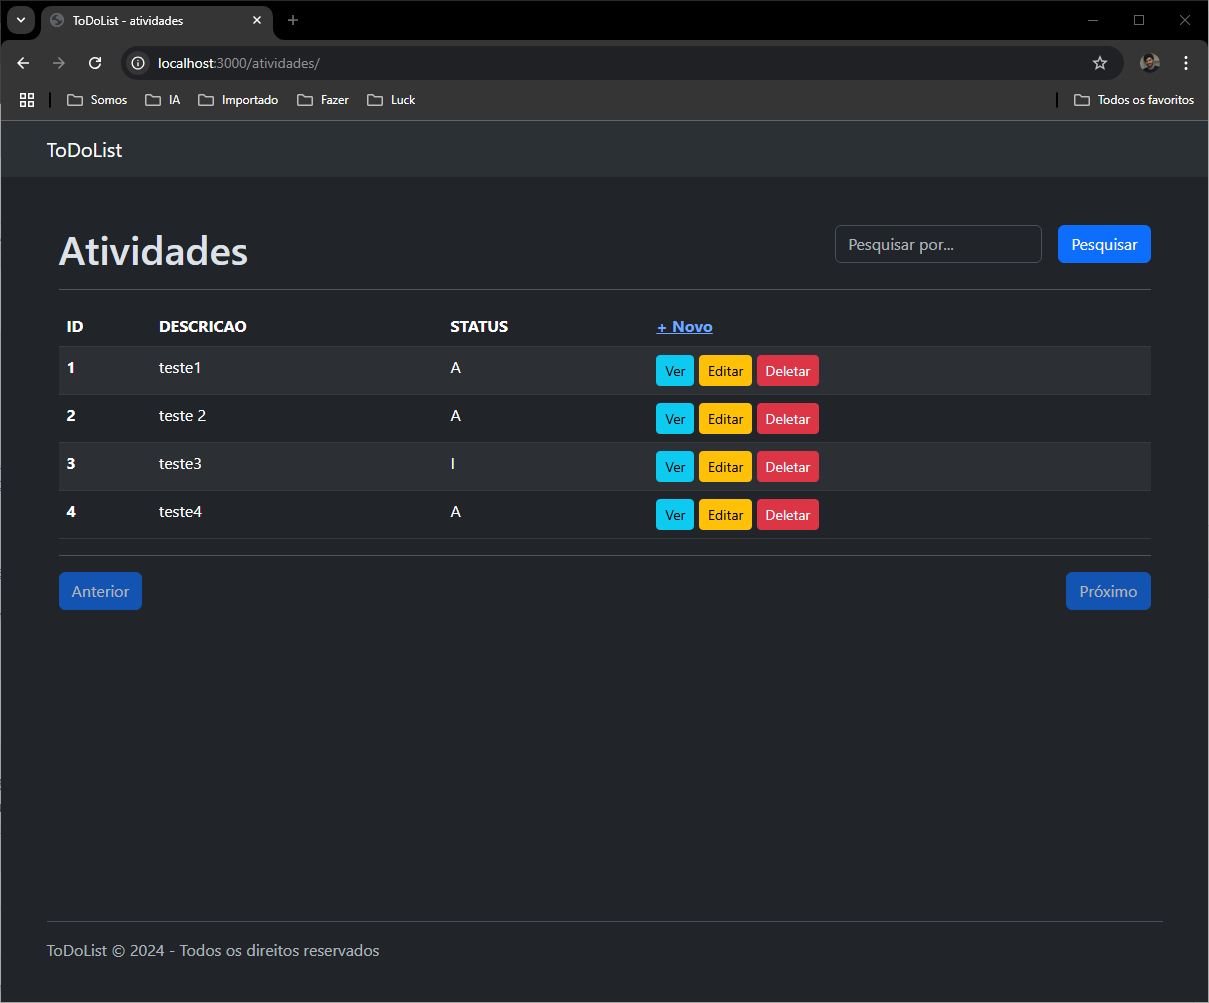 ToDoList - atividades
localhost:3000/atividades/
Somos IA Importado Fazer Luck Todos os favoritos
ToDoList
Atividades Pesquisar por... Pesquisar
ID DESCRICAO STATUS + Novo
1 teste1 A Ver Editar Deletar
2 teste 2 A Ver Editar Deletar
3 teste3 I Ver Editar Deletar
4 teste4 A Ver Editar Deletar
Anterior Próximo
ToDoList © 2024 - Todos os direitos reservados